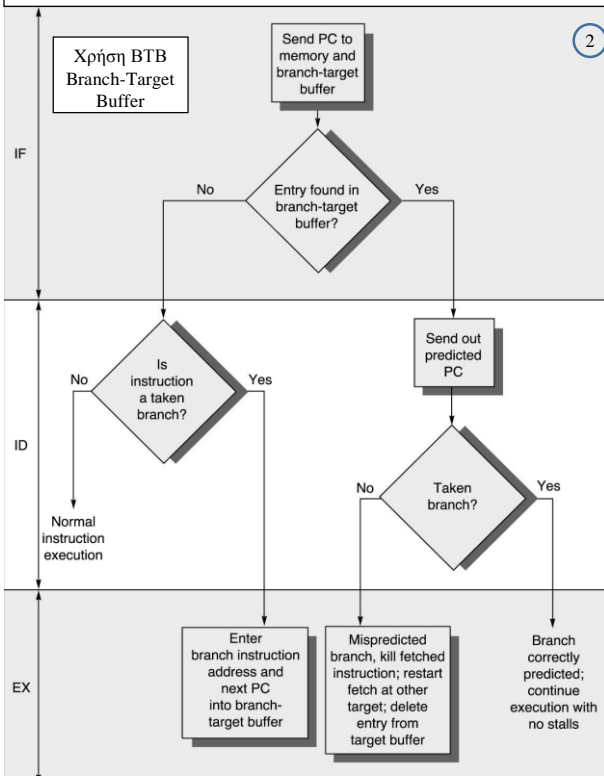 Χρήση BTB
Branch-Target
Buffer
Send PC to
memory and
branch-target
buffer
2
IF
No
Entry found in
branch-target
buffer?
Yes
ID
No
Is
instruction
a taken
branch?
Yes
Send out
predicted
PC
Normal
instruction
execution
No
Taken
branch?
Yes
EX
Enter
branch instruction
address and
next PC
into branch-
target buffer
Mispredicted
branch, kill fetched
instruction; restart
fetch at other
target; delete
entry from
target buffer
Branch
correctly
predicted;
continue
execution with
no stalls